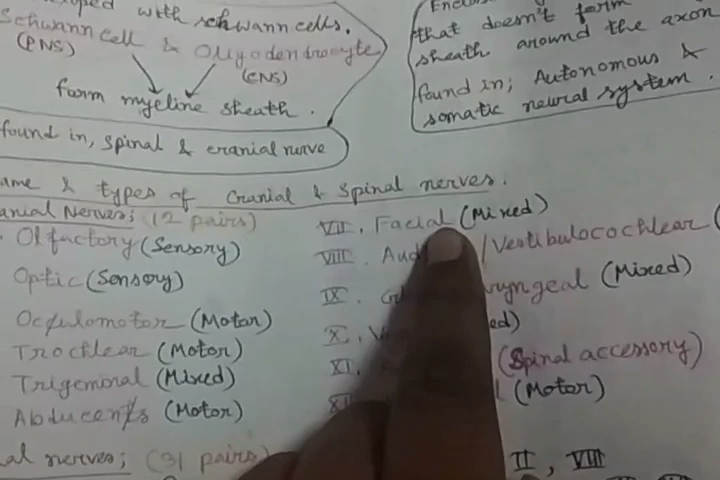 with schwann cells.
Schwann cell & Oligodendrocyte
(PNS)
(CNS)
form myeline sheath.
found in, spinal & cranial nurve
that doesn't form
sheath around the axon
found in; Autonomous &
somatic neural system.
& types of Cranial & Spinal nerves.
Nerves; (12 pairs)
Olfactory (Sensory)
Optic (Sensory)
Oculomotor (Motor)
Trochlear (Motor)
Trigeminal (Mixed)
Abducents (Motor)
VII. Facial (Mixed)
VIII. /Vestibulocochlear
IX. (Mixed)
X.
XI. (Spinal accessory)
(Motor)
nerves; (31 pairs)
II, VIII